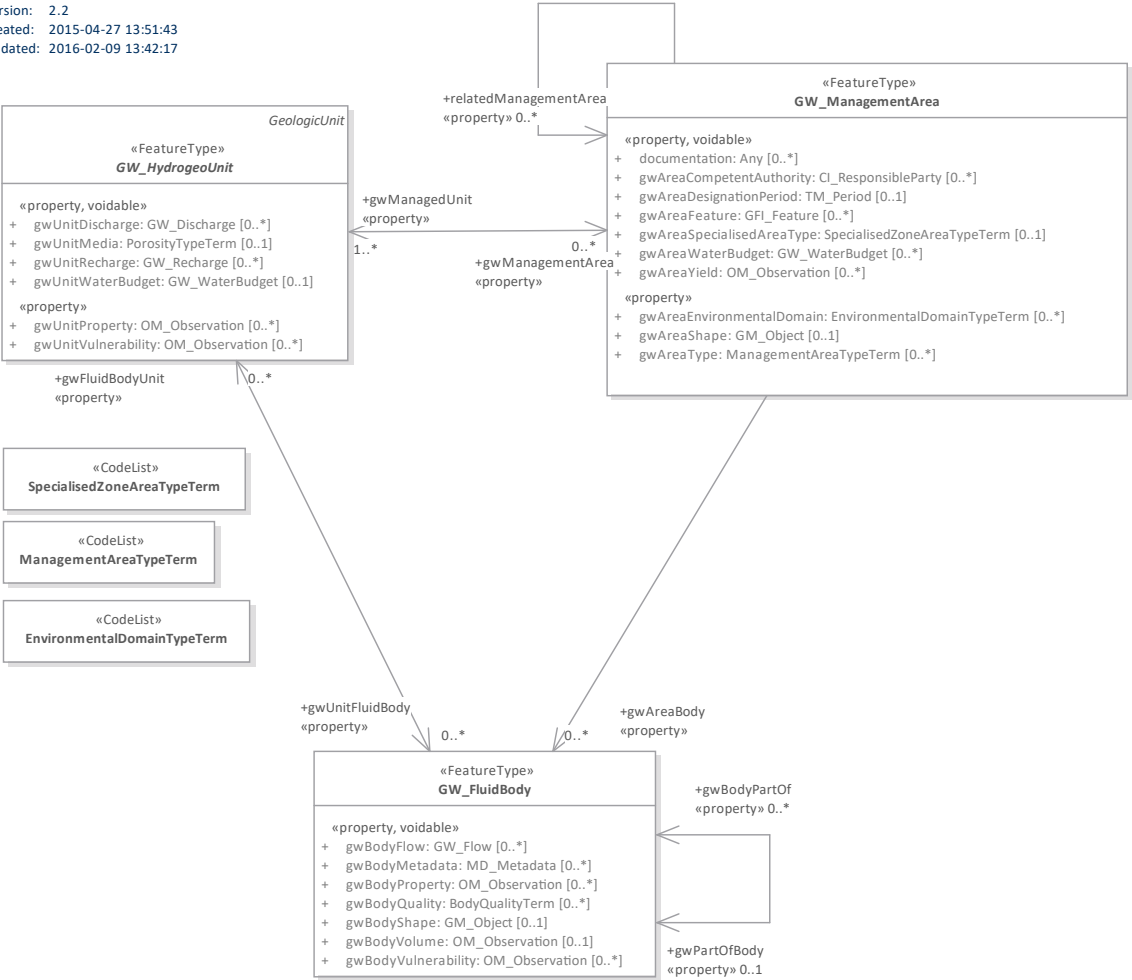 rsion: 2.2
eated: 2015-04-27 13:51:43
dated: 2016-02-09 13:42:17
+relatedManagementArea
«property» 0..*
«FeatureType»
GW_ManagementArea
«property, voidable»
+ documentation: Any [0..*]
+ gwAreaCompetentAuthority: CI_ResponsibleParty [0..*]
+ gwAreaDesignationPeriod: TM_Period [0..1]
+ gwAreaFeature: GFI_Feature [0..*]
+ gwAreaSpecialisedAreaType: SpecialisedZoneAreaTypeTerm [0..1]
+ gwAreaWaterBudget: GW_WaterBudget [0..*]
+ gwAreaYield: OM_Observation [0..*]
«property»
+ gwAreaEnvironmentalDomain: EnvironmentalDomainTypeTerm [0..*]
+ gwAreaShape: GM_Object [0..1]
+ gwAreaType: ManagementAreaTypeTerm [0..*]
GeologicUnit
«FeatureType»
GW_HydrogeoUnit
«property, voidable»
+ gwUnitDischarge: GW_Discharge [0..*]
+ gwUnitMedia: PorosityTypeTerm [0..1]
+ gwUnitRecharge: GW_Recharge [0..*]
+ gwUnitWaterBudget: GW_WaterBudget [0..1]
«property»
+ gwUnitProperty: OM_Observation [0..*]
+ gwUnitVulnerability: OM_Observation [0..*]
+gwManagedUnit
«property»
1..*
0..*
+gwManagementArea
«property»
+gwFluidBodyUnit
«property»
0..*
«CodeList»
SpecialisedZoneAreaTypeTerm
«CodeList»
ManagementAreaTypeTerm
«CodeList»
EnvironmentalDomainTypeTerm
+gwUnitFluidBody
«property»
0..*
+gwAreaBody
«property»
0..*
«FeatureType»
GW_FluidBody
«property, voidable»
+ gwBodyFlow: GW_Flow [0..*]
+ gwBodyMetadata: MD_Metadata [0..*]
+ gwBodyProperty: OM_Observation [0..*]
+ gwBodyQuality: BodyQualityTerm [0..*]
+ gwBodyShape: GM_Object [0..1]
+ gwBodyVolume: OM_Observation [0..1]
+ gwBodyVulnerability: OM_Observation [0..*]
+gwBodyPartOf
«property» 0..*
+gwPartOfBody
«property» 0..1